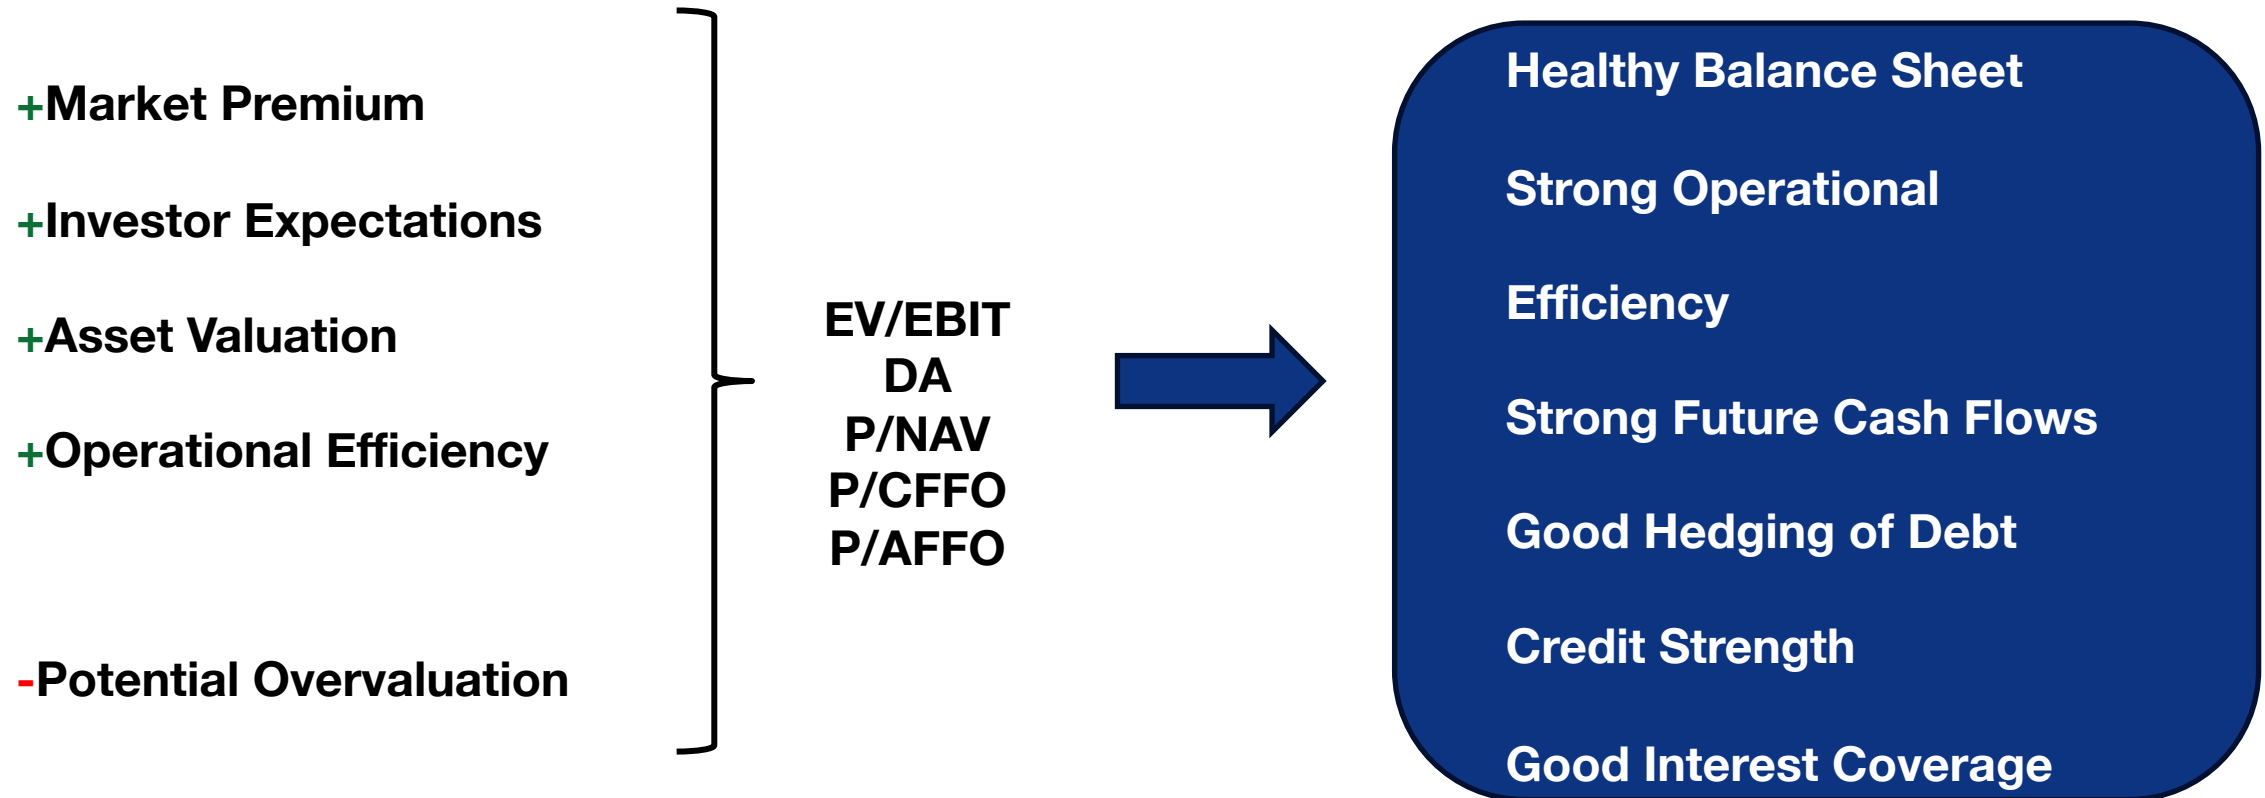 +Market Premium
+Investor Expectations
+Asset Valuation
+Operational Efficiency
-Potential Overvaluation
EV/EBIT
DA
P/NAV
P/CFFO
P/AFFO
Healthy Balance Sheet
Strong Operational
Efficiency
Strong Future Cash Flows
Good Hedging of Debt
Credit Strength
Good Interest Coverage